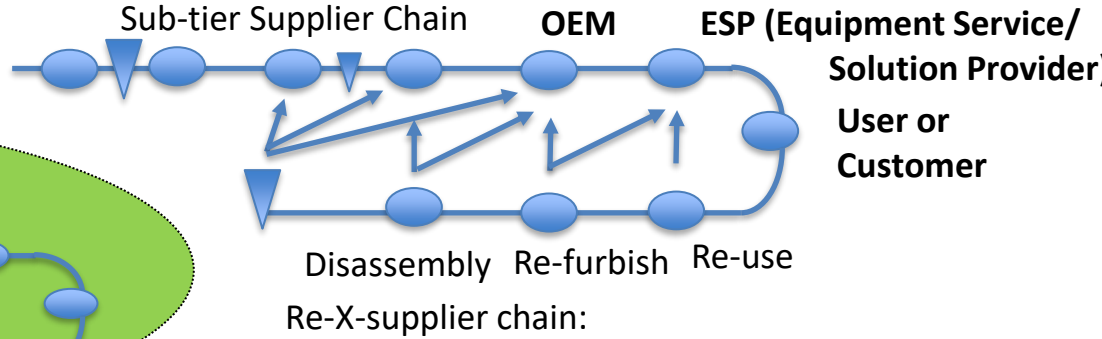 Sub-tier Supplier Chain
OEM
ESP (Equipment Service/
Solution Provider)
User or
Customer
Disassembly
Re-furbish
Re-use
Re-X-supplier chain: